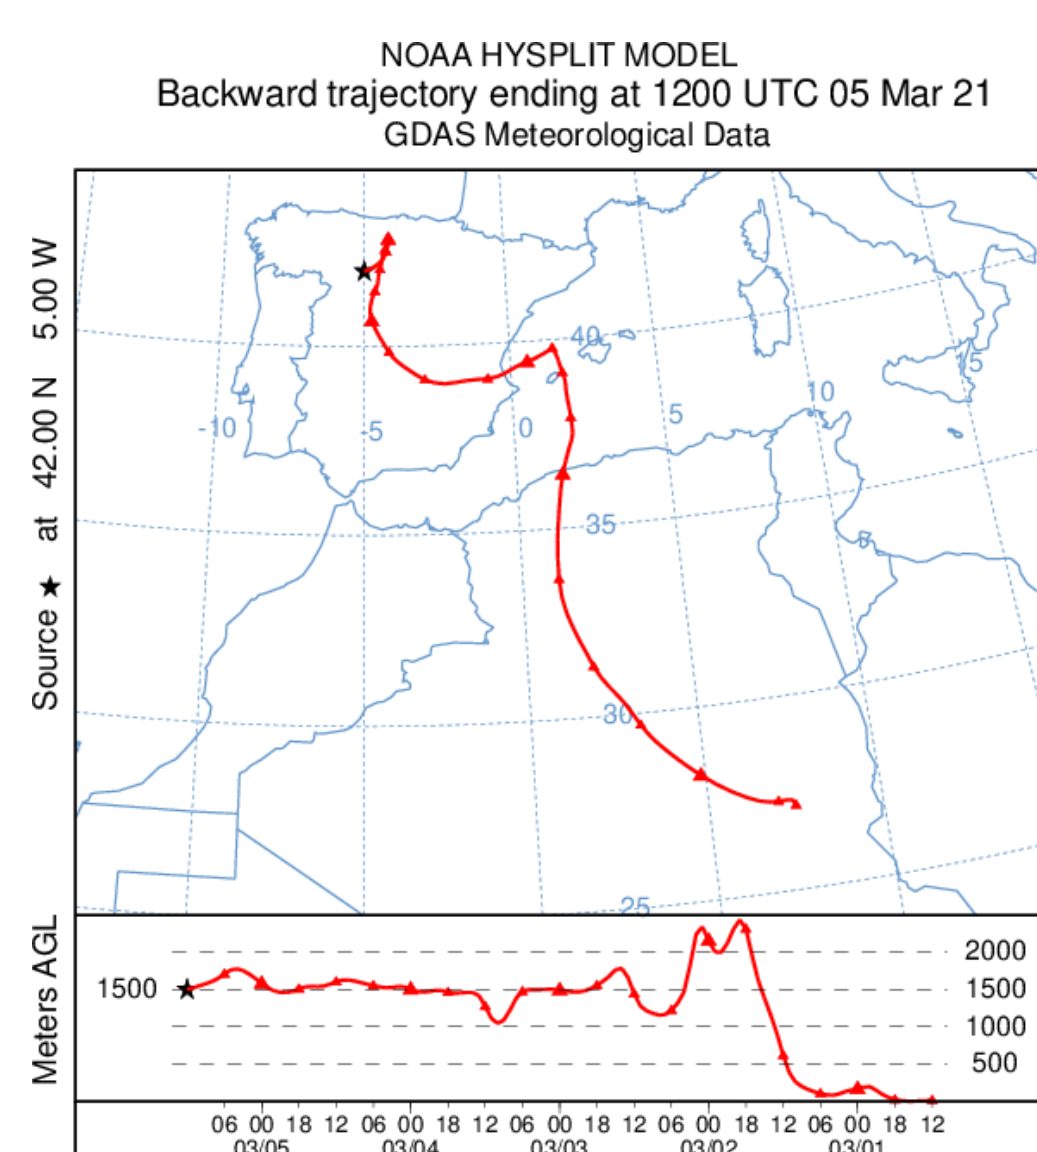 NOAA HYSPLIT MODEL
Backward trajectory ending at 1200 UTC 05 Mar 21
GDAS Meteorological Data
Source ★ at 42.00 N 5.00 W
40
15
10
5
0
-5
-10
35
30
25
Meters AGL
1500
2000
1500
1000
500
06 00 18 12 06 00 18 12 06 00 18 12 06 00 18 12 06 00 18 12
03/05 03/04 03/03 03/02 03/01